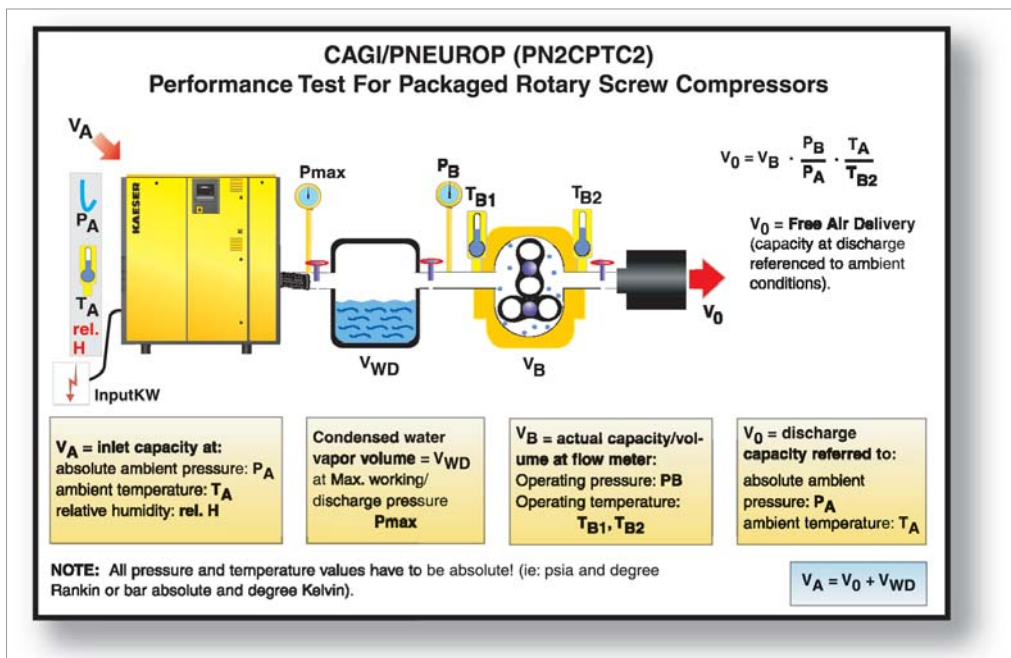 CAGI/PNEUROP (PN2CPTC2)
Performance Test For Packaged Rotary Screw Compressors
VA
PA
TA
rel.
H
InputKW
KAESER
Pmax
PB
TB1
TB2
VWD
VB
V0
V0 = VB · PB/PA · TA/TB2
V0 = Free Air Delivery
(capacity at discharge
referenced to ambient
conditions).
VA = inlet capacity at:
absolute ambient pressure: PA
ambient temperature: TA
relative humidity: rel. H
Condensed water
vapor volume = VWD
at Max. working/
discharge pressure
Pmax
VB = actual capacity/vol-
ume at flow meter:
Operating pressure: PB
Operating temperature:
TB1, TB2
V0 = discharge
capacity referred to:
absolute ambient
pressure: PA
ambient temperature: TA
NOTE: All pressure and temperature values have to be absolute! (ie: psia and degree
Rankin or bar absolute and degree Kelvin).
VA = V0 + VWD